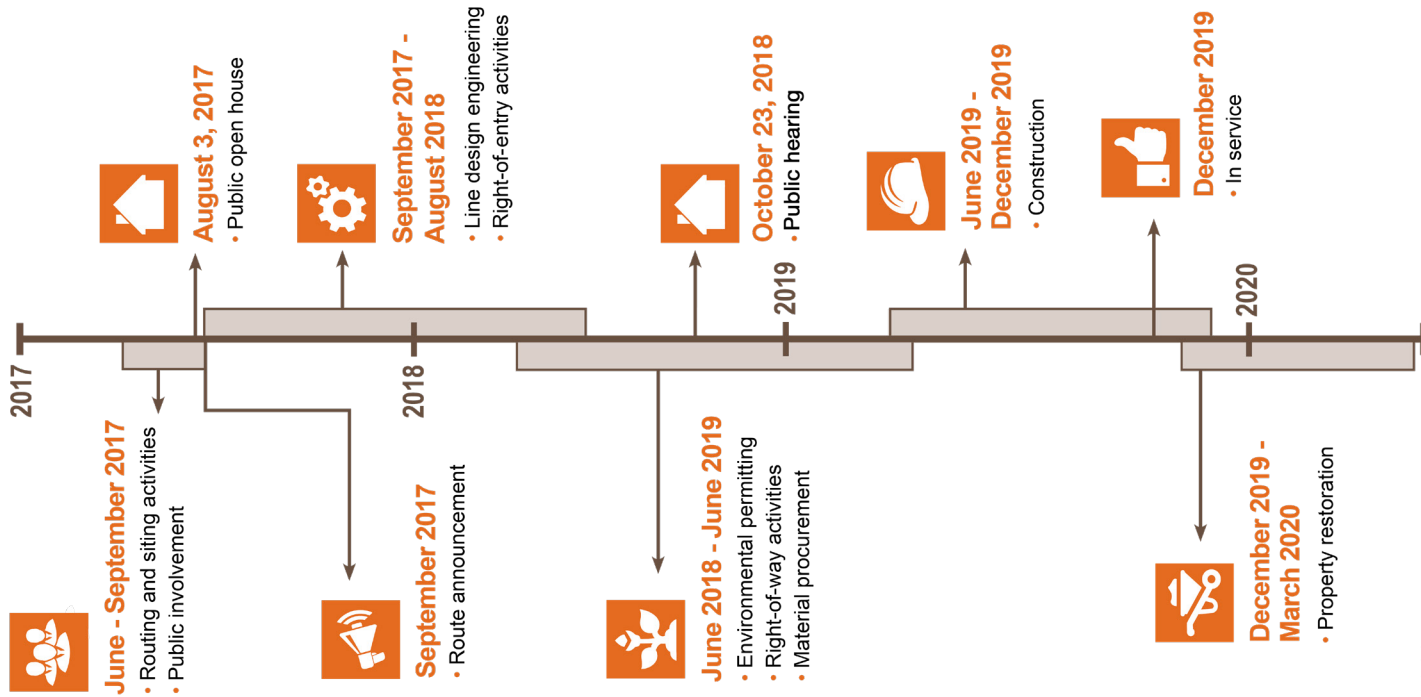 2017
2018
2019
2020
June - September 2017
• Routing and siting activities
• Public involvement
August 3, 2017
• Public open house
September 2017
• Route announcement
September 2017 -
August 2018
• Line design engineering
• Right-of-entry activities
June 2018 - June 2019
• Environmental permitting
• Right-of-way activities
• Material procurement
October 23, 2018
• Public hearing
June 2019 -
December 2019
• Construction
December 2019
• In service
December 2019 -
March 2020
• Property restoration